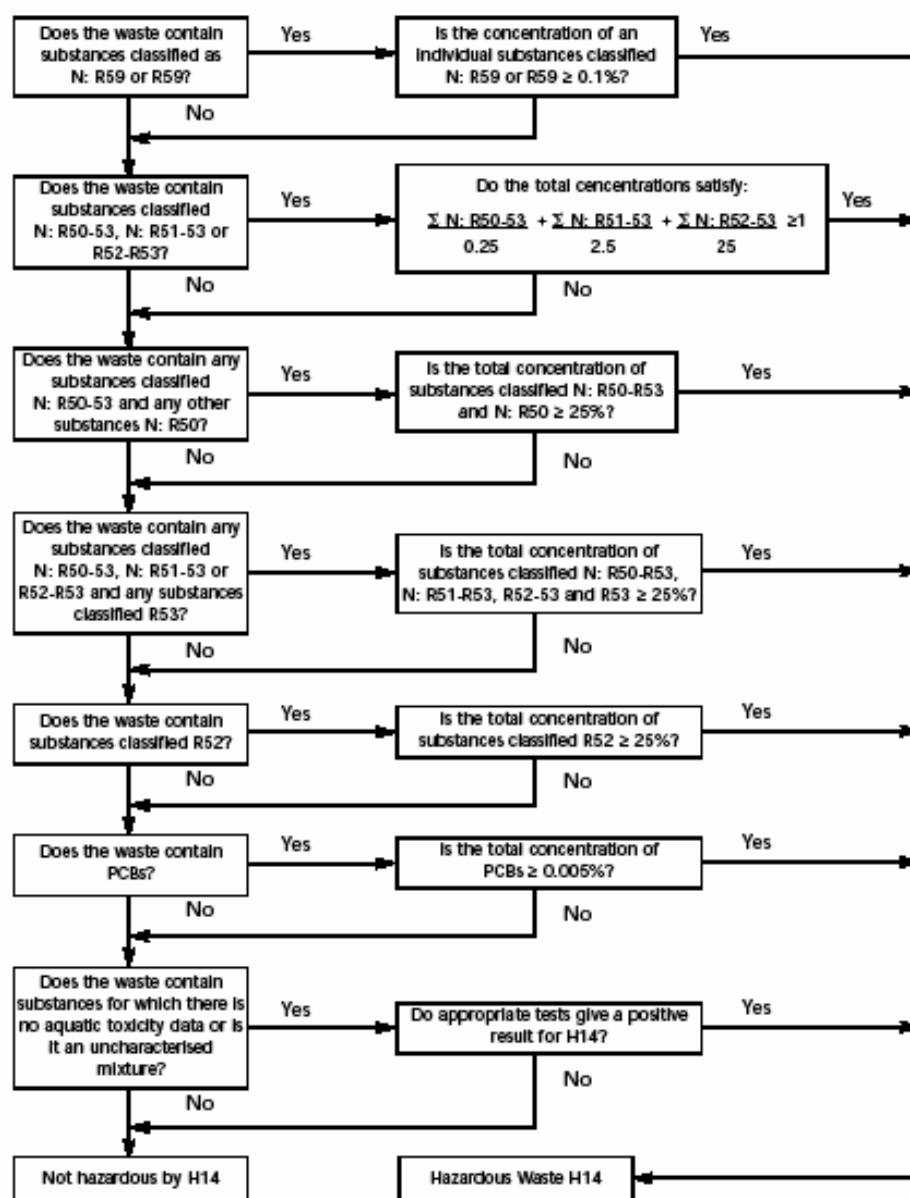 Does the waste contain
substances classified as
N: R59 or R59?
Yes
Is the concentration of an
individual substances classified
N: R59 or R59 ≥ 0.1%?
Yes
No
Does the waste contain
substances classified
N: R50-53, N: R51-53 or
R52-R53?
Yes
Do the total cencentrations satisfy:
Σ N: R50-53 + Σ N: R51-53 + Σ N: R52-53 ≥1
0.25 2.5 25
Yes
No
No
Does the waste contain any
substances classified
N: R50-53 and any other
substances N: R50?
Yes
Is the total concentration of
substances classified N: R50-R53
and N: R50 ≥ 25%?
Yes
No
No
Does the waste contain any
substances classified
N: R50-53, N: R51-53 or
R52-R53 and any substances
classified R53?
Yes
Is the total concentration of
substances classified N: R50-R53,
N: R51-R53, R52-53 and R53 ≥ 25%?
Yes
No
No
Does the waste contain
substances classified R52?
Yes
Is the total concentration of
substances classified R52 ≥ 25%?
Yes
No
No
Does the waste contain
PCBs?
Yes
Is the total concentration of
PCBs ≥ 0.005%?
Yes
No
No
Does the waste contain
substances for which there is
no aquatic toxicity data or is
it an uncharacterised
mixture?
Yes
Do appropriate tests give a positive
result for H14?
Yes
No
No
Not hazardous by H14
Hazardous Waste H14